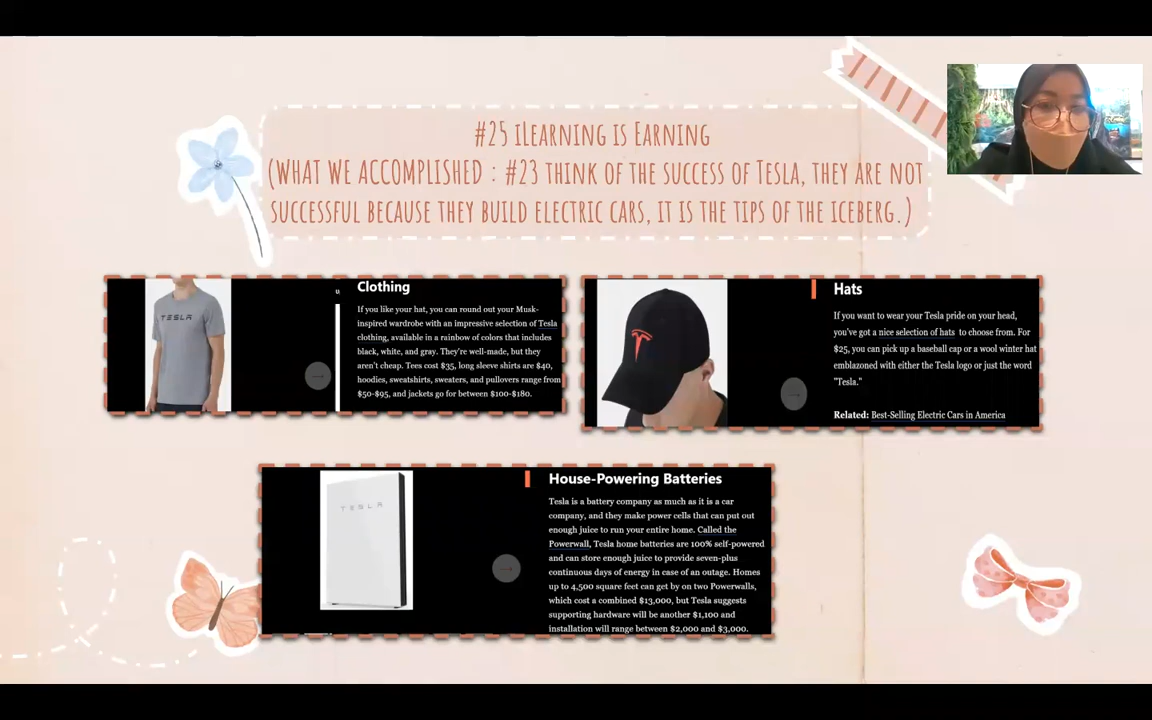 #25 iLearning is Earning
(WHAT WE ACCOMPLISHED : #23 THINK OF THE SUCCESS OF TESLA, THEY ARE NOT
SUCCESSFUL BECAUSE THEY BUILD ELECTRIC CARS, IT IS THE TIPS OF THE ICEBERG.)
TESLA
u
Clothing
If you like your hat, you can round out your Musk-
inspired wardrobe with an impressive selection of Tesla
clothing, available in a rainbow of colors that includes
black, white, and gray. They're well-made, but they
aren't cheap. Tees cost $35, long sleeve shirts are $40,
hoodies, sweatshirts, sweaters, and pullovers range from
$50-$95, and jackets go for between $100-$180.
Hats
If you want to wear your Tesla pride on your head,
you've got a nice selection of hats to choose from. For
$25, you can pick up a baseball cap or a wool winter hat
emblazoned with either the Tesla logo or just the word
"Tesla."
Related: Best-Selling Electric Cars in America
TESLA
House-Powering Batteries
Tesla is a battery company as much as it is a car
company, and they make power cells that can put out
enough juice to run your entire home. Called the
Powerwall, Tesla home batteries are 100% self-powered
and can store enough juice to provide seven-plus
continuous days of energy in case of an outage. Homes
up to 4,500 square feet can get by on two Powerwalls,
which cost a combined $13,000, but Tesla suggests
supporting hardware will be another $1,100 and
installation will range between $2,000 and $3,000.